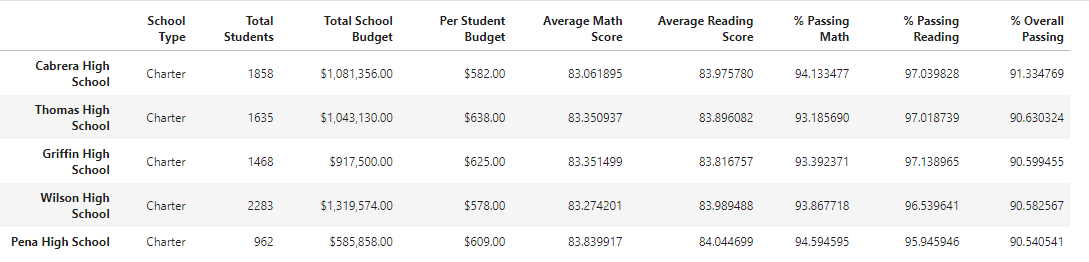 School Type Total Students Total School Budget Per Student Budget Average Math Score Average Reading Score % Passing Math % Passing Reading % Overall Passing
Cabrera High School Charter 1858 $1,081,356.00 $582.00 83.061895 83.975780 94.133477 97.039828 91.334769
Thomas High School Charter 1635 $1,043,130.00 $638.00 83.350937 83.896082 93.185690 97.018739 90.630324
Griffin High School Charter 1468 $917,500.00 $625.00 83.351499 83.816757 93.392371 97.138965 90.599455
Wilson High School Charter 2283 $1,319,574.00 $578.00 83.274201 83.989488 93.867718 96.539641 90.582567
Pena High School Charter 962 $585,858.00 $609.00 83.839917 84.044699 94.594595 95.945946 90.540541